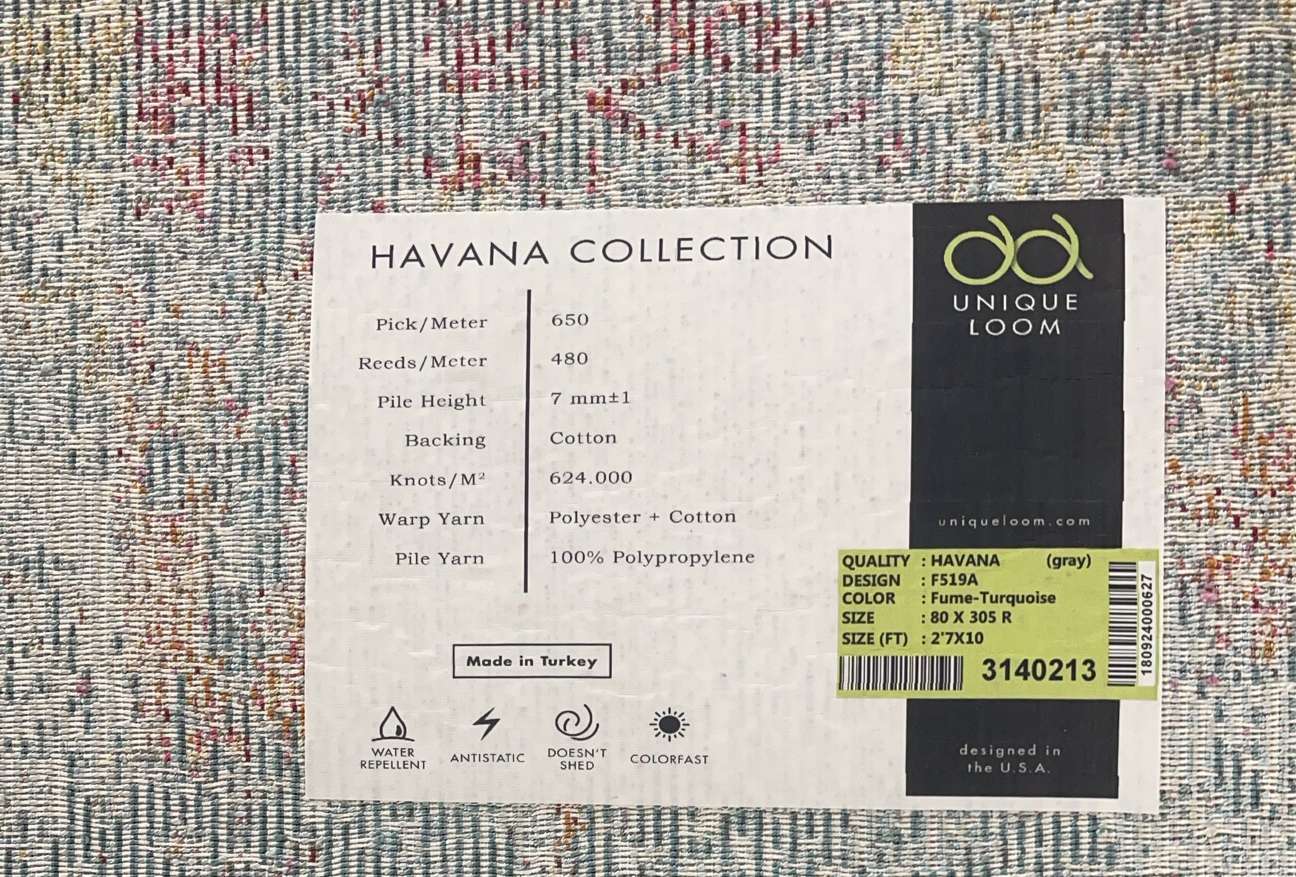 HAVANA COLLECTION
Pick/Meter 650
Reeds/Meter 480
Pile Height 7 mm±1
Backing Cotton
Knots/M² 624.000
Warp Yarn Polyester + Cotton
Pile Yarn 100% Polypropylene
Made in Turkey
WATER
REPELLENT
ANTISTATIC
DOESN'T
SHED
COLORFAST
UNIQUE
LOOM
uniqueloom.com
QUALITY : HAVANA (gray)
DESIGN : F519A
COLOR : Fume-Turquoise
SIZE : 80 X 305 R
SIZE (FT) : 2'7X10
3140213
180924000627
designed in
the U.S.A.